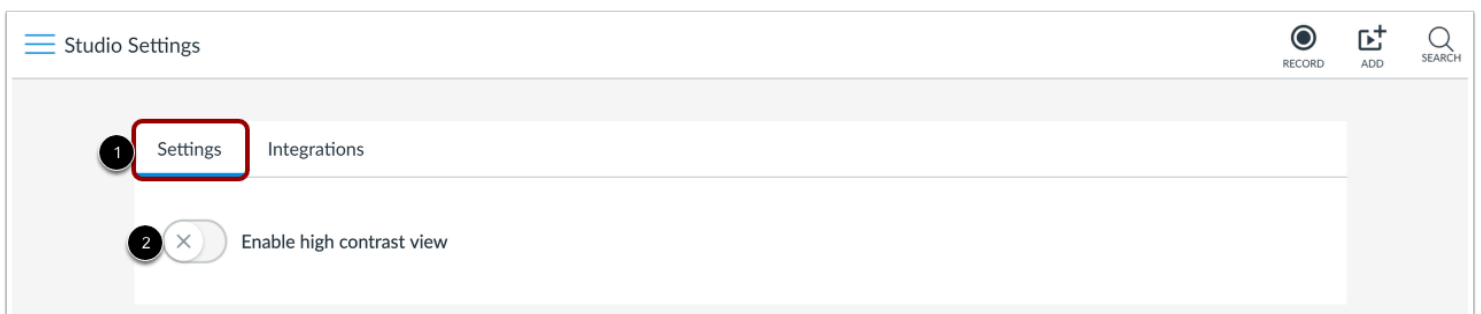 Studio Settings
RECORD
ADD
SEARCH
1
Settings
Integrations
2
Enable high contrast view